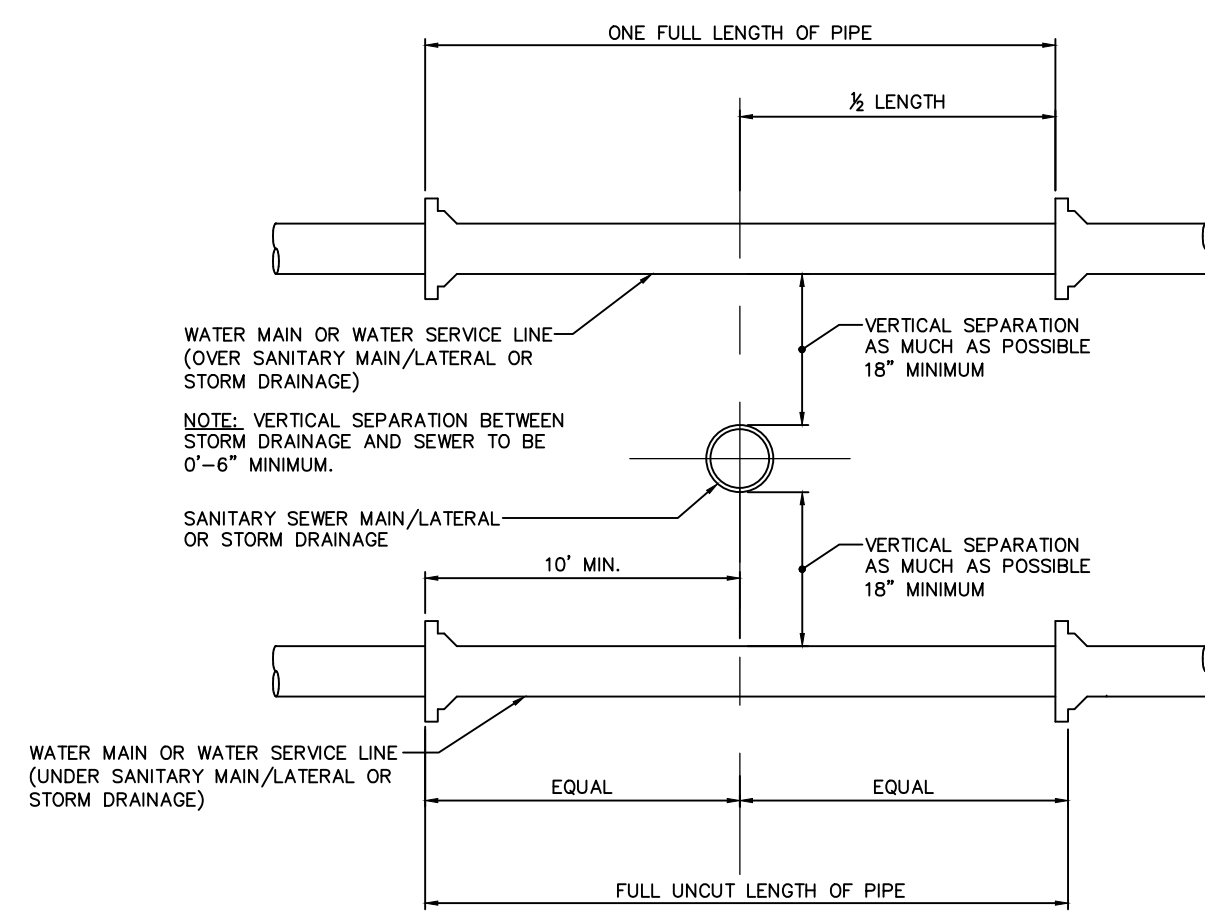 ONE FULL LENGTH OF PIPE
½ LENGTH
WATER MAIN OR WATER SERVICE LINE
(OVER SANITARY MAIN/LATERAL OR
STORM DRAINAGE)
VERTICAL SEPARATION
AS MUCH AS POSSIBLE
18" MINIMUM
NOTE: VERTICAL SEPARATION BETWEEN
STORM DRAINAGE AND SEWER TO BE
0'-6" MINIMUM.
SANITARY SEWER MAIN/LATERAL
OR STORM DRAINAGE
VERTICAL SEPARATION
AS MUCH AS POSSIBLE
18" MINIMUM
10' MIN.
WATER MAIN OR WATER SERVICE LINE
(UNDER SANITARY MAIN/LATERAL OR
STORM DRAINAGE)
EQUAL
EQUAL
FULL UNCUT LENGTH OF PIPE